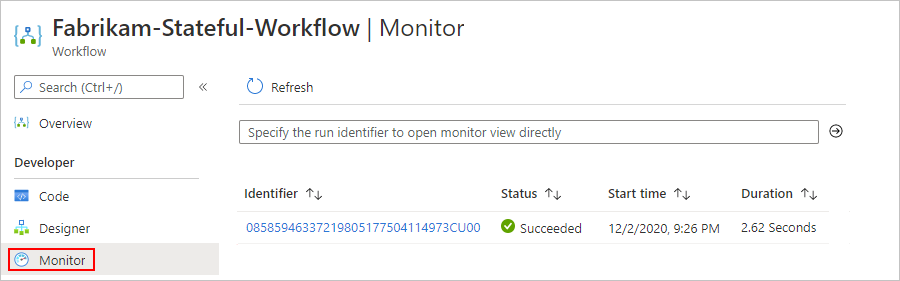 Fabrikam-Stateful-Workflow | Monitor
Workflow
Search (Ctrl+/)
«
Overview
Developer
Code
Designer
Monitor
Refresh
Specify the run identifier to open monitor view directly
Identifier ↑↓ Status ↑↓ Start time ↑↓ Duration ↑↓
08585946337219805177504114973CU00 Succeeded 12/2/2020, 9:26 PM 2.62 Seconds